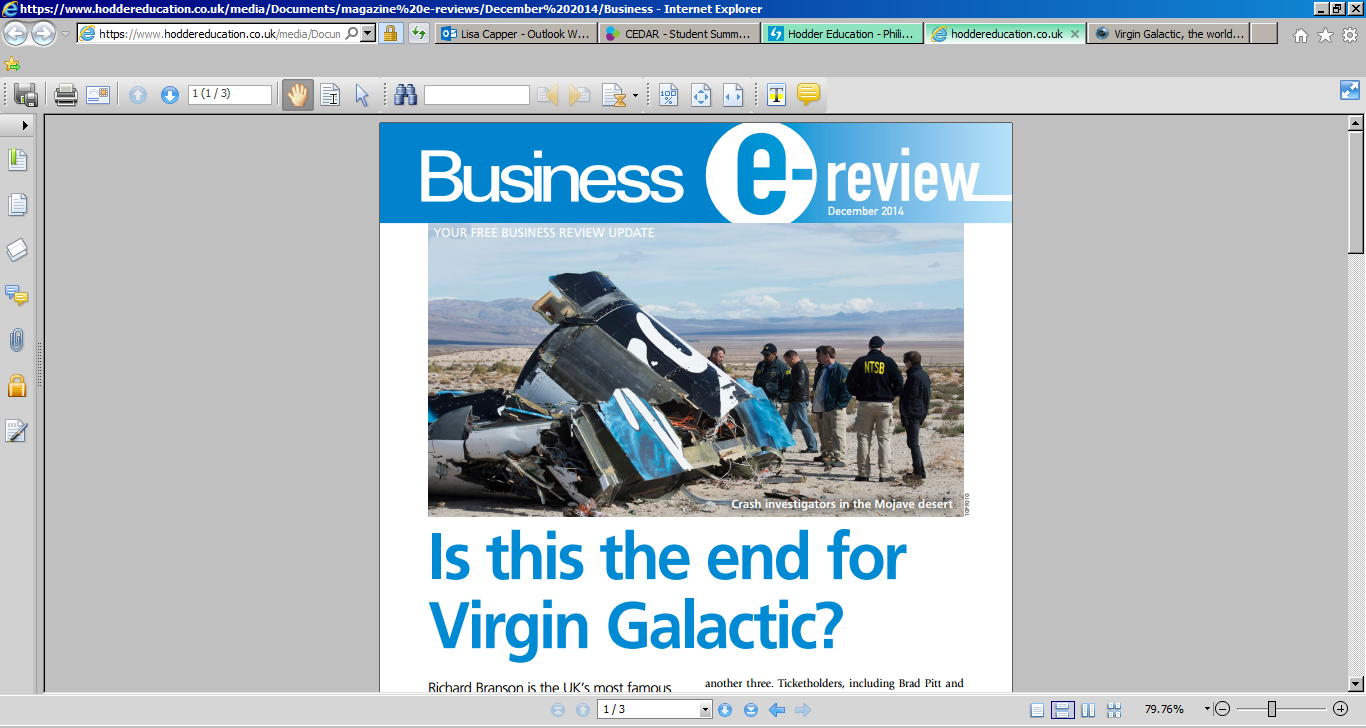 https://www.hoddereducation.co.uk/media/Documents/magazine%20e-reviews/December%202014/Business - Internet Explorer
https://www.hoddereducation.co.uk/media/Docun
Lisa Capper - Outlook W...
CEDAR - Student Summ...
Hodder Education - Phili...
hoddereducation.co.uk
Virgin Galactic, the world...
1 (1 / 3)
Business e-review
December 2014
YOUR FREE BUSINESS REVIEW UPDATE
NTSB
Crash investigators in the Mojave desert
TOPFOTO
Is this the end for
Virgin Galactic?
Richard Branson is the UK's most famous
another three. Ticketholders, including Brad Pitt and
1 / 3
79.76%